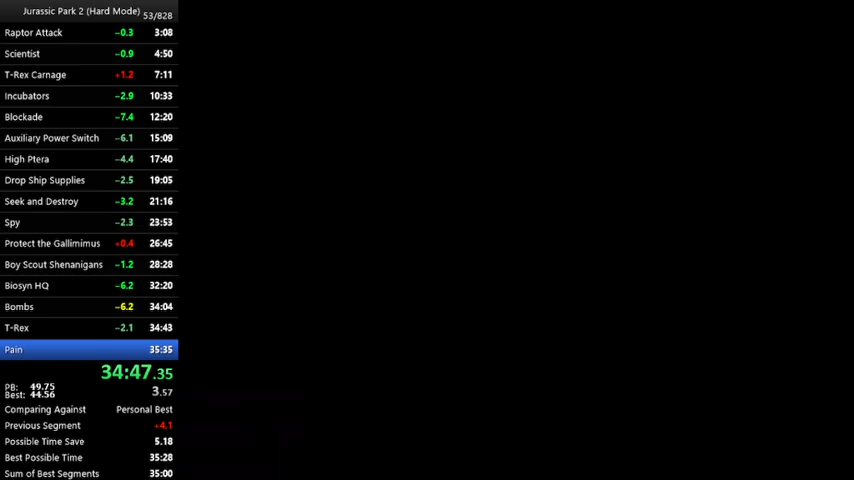 Jurassic Park 2 (Hard Mode) 53/828
Raptor Attack −0.3 3:08
Scientist −0.9 4:50
T-Rex Carnage +1.2 7:11
Incubators −2.9 10:33
Blockade −7.4 12:20
Auxiliary Power Switch −6.1 15:09
High Ptera −4.4 17:40
Drop Ship Supplies −2.5 19:05
Seek and Destroy −3.2 21:16
Spy −2.3 23:53
Protect the Gallimimus +0.4 26:45
Boy Scout Shenanigans −1.2 28:28
Biosyn HQ −6.2 32:20
Bombs −6.2 34:04
T-Rex −2.1 34:43
Pain 35:35
34:47.35
PB: 49.75 3.57
Best: 44.56
Comparing Against Personal Best
Previous Segment +4.1
Possible Time Save 5.18
Best Possible Time 35:28
Sum of Best Segments 35:00